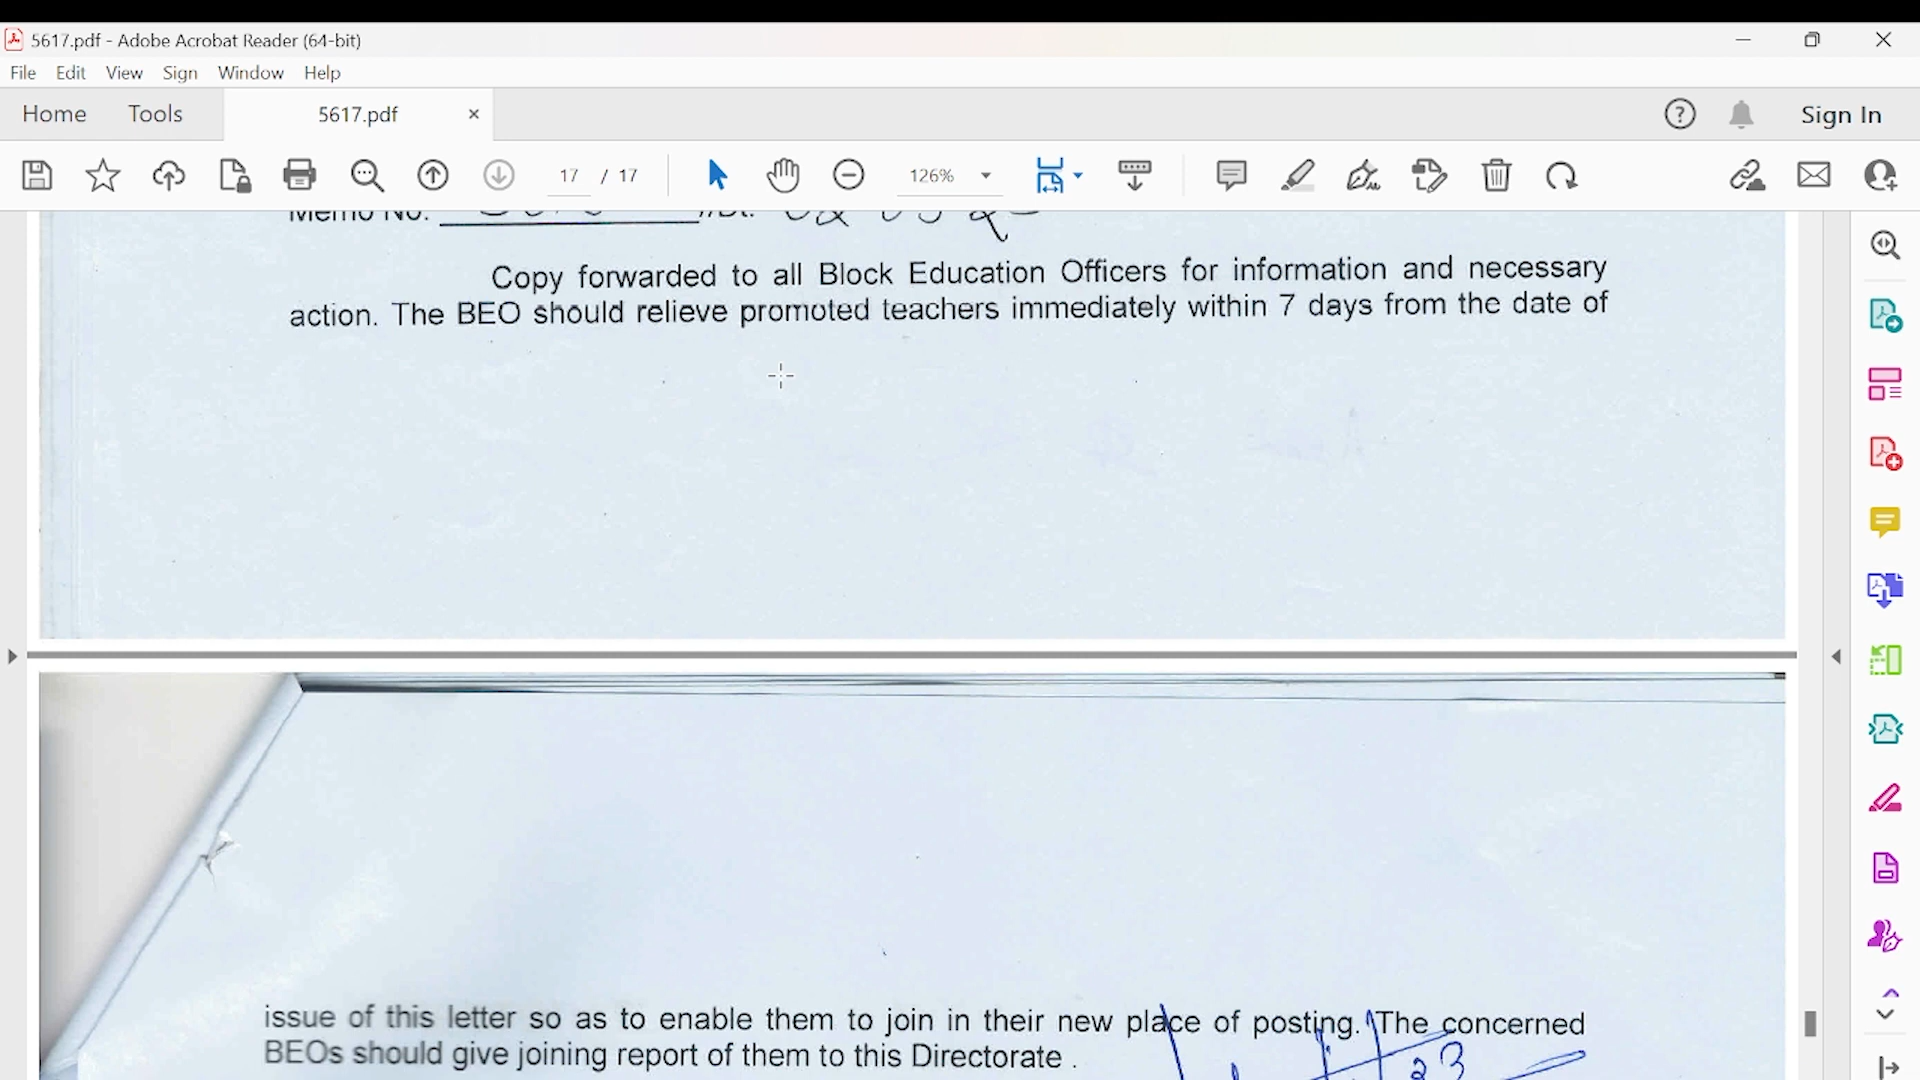 5617.pdf - Adobe Acrobat Reader (64-bit)
File Edit View Sign Window Help
Home Tools 5617.pdf Sign In
17 / 17 126%
Memo No.
Copy forwarded to all Block Education Officers for information and necessary
action. The BEO should relieve promoted teachers immediately within 7 days from the date of
issue of this letter so as to enable them to join in their new place of posting. The concerned
BEOs should give joining report of them to this Directorate .
23